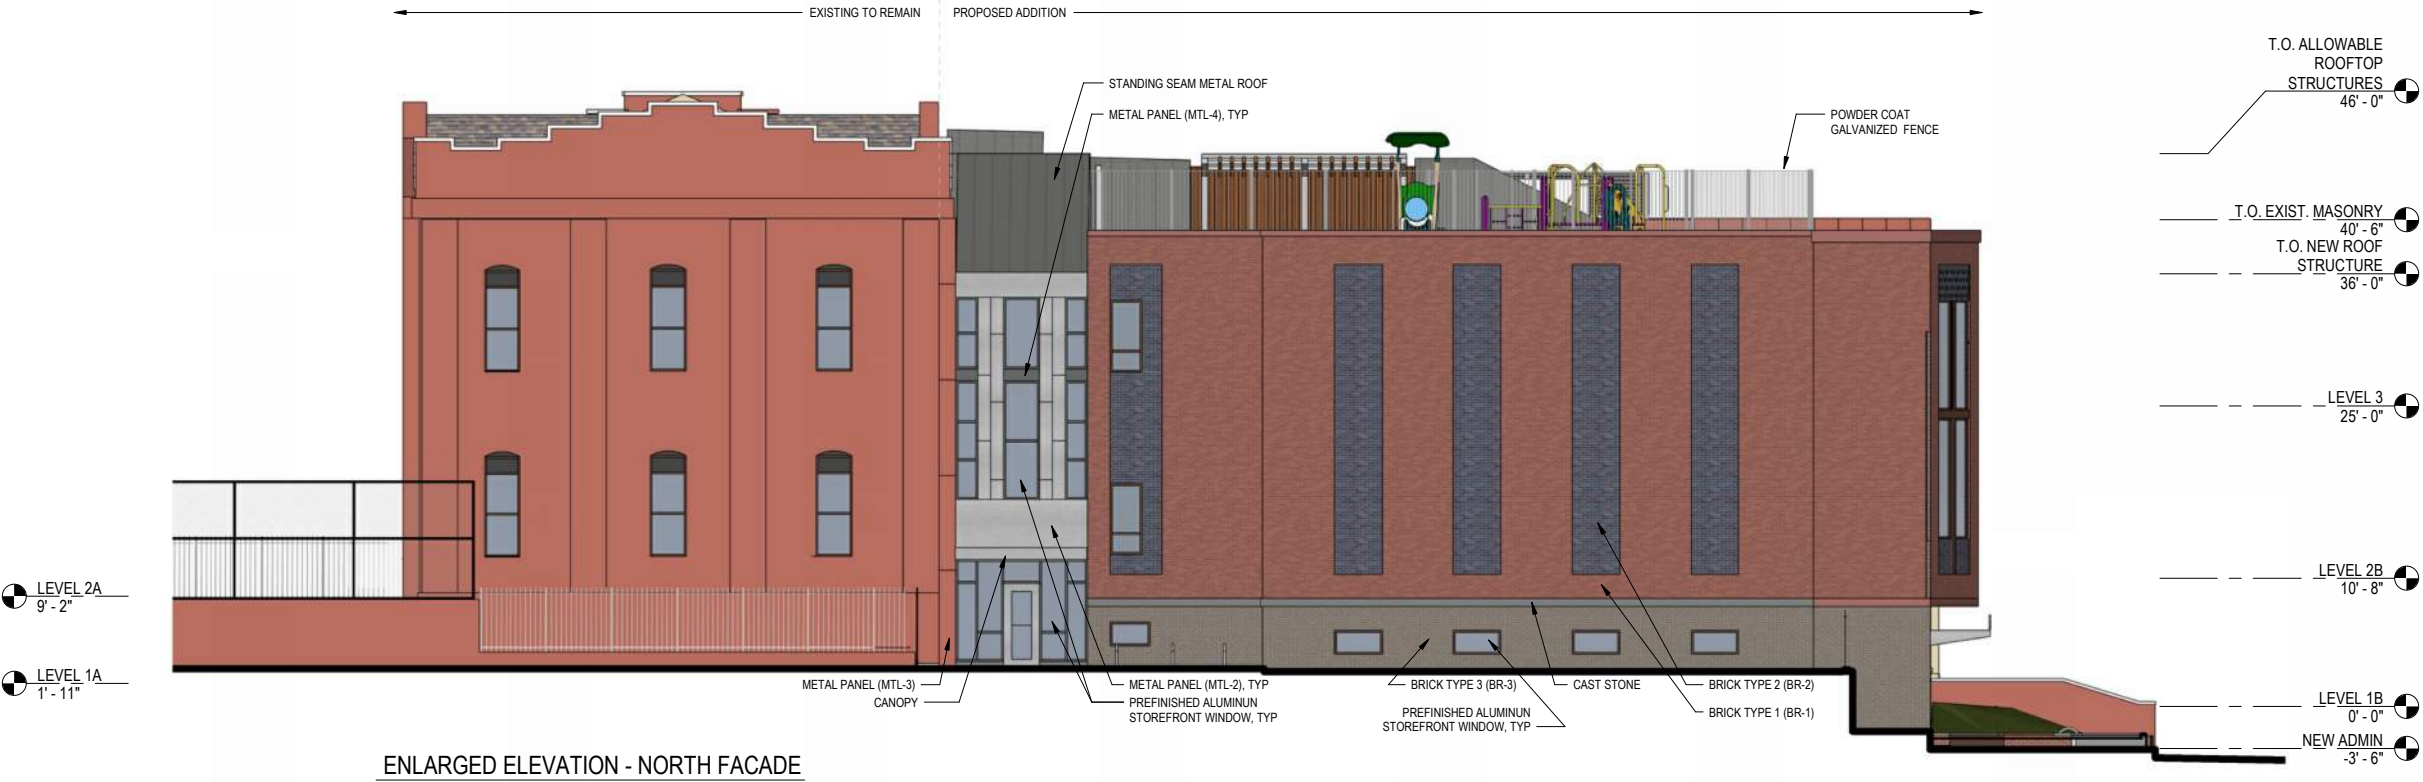 EXISTING TO REMAIN
PROPOSED ADDITION
T.O. ALLOWABLE
ROOFTOP
STRUCTURES
46' - 0"
STANDING SEAM METAL ROOF
METAL PANEL (MTL-4), TYP
POWDER COAT
GALVANIZED FENCE
T.O. EXIST. MASONRY
40' - 6"
T.O. NEW ROOF
STRUCTURE
36' - 0"
LEVEL 3
25' - 0"
LEVEL 2B
10' - 8"
LEVEL 2A
9' - 2"
LEVEL 1A
1' - 11"
METAL PANEL (MTL-3)
CANOPY
METAL PANEL (MTL-2), TYP
PREFINISHED ALUMINUN
STOREFRONT WINDOW, TYP
BRICK TYPE 3 (BR-3)
PREFINISHED ALUMINUN
STOREFRONT WINDOW, TYP
CAST STONE
BRICK TYPE 2 (BR-2)
BRICK TYPE 1 (BR-1)
LEVEL 1B
0' - 0"
NEW ADMIN
-3' - 6"
ENLARGED ELEVATION - NORTH FACADE